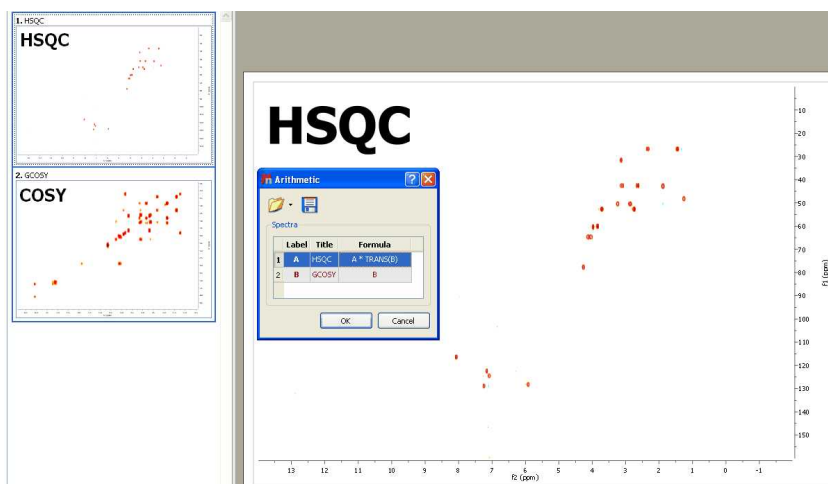 1. HSQC
HSQC
2. GCOSY
COSY
HSQC
Arithmetic
Spectra
Label Title Formula
1 A HSQC A * TRANS(B)
2 B GCOSY B
OK Cancel
10
20
30
40
50
60
70
80
90
100
110
120
130
140
150
f1 (ppm)
13 12 11 10 9 8 7 6 5 4 3 2 1 0 -1
f2 (ppm)